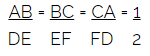 AB = BC = CA = 1
DE EF FD 2